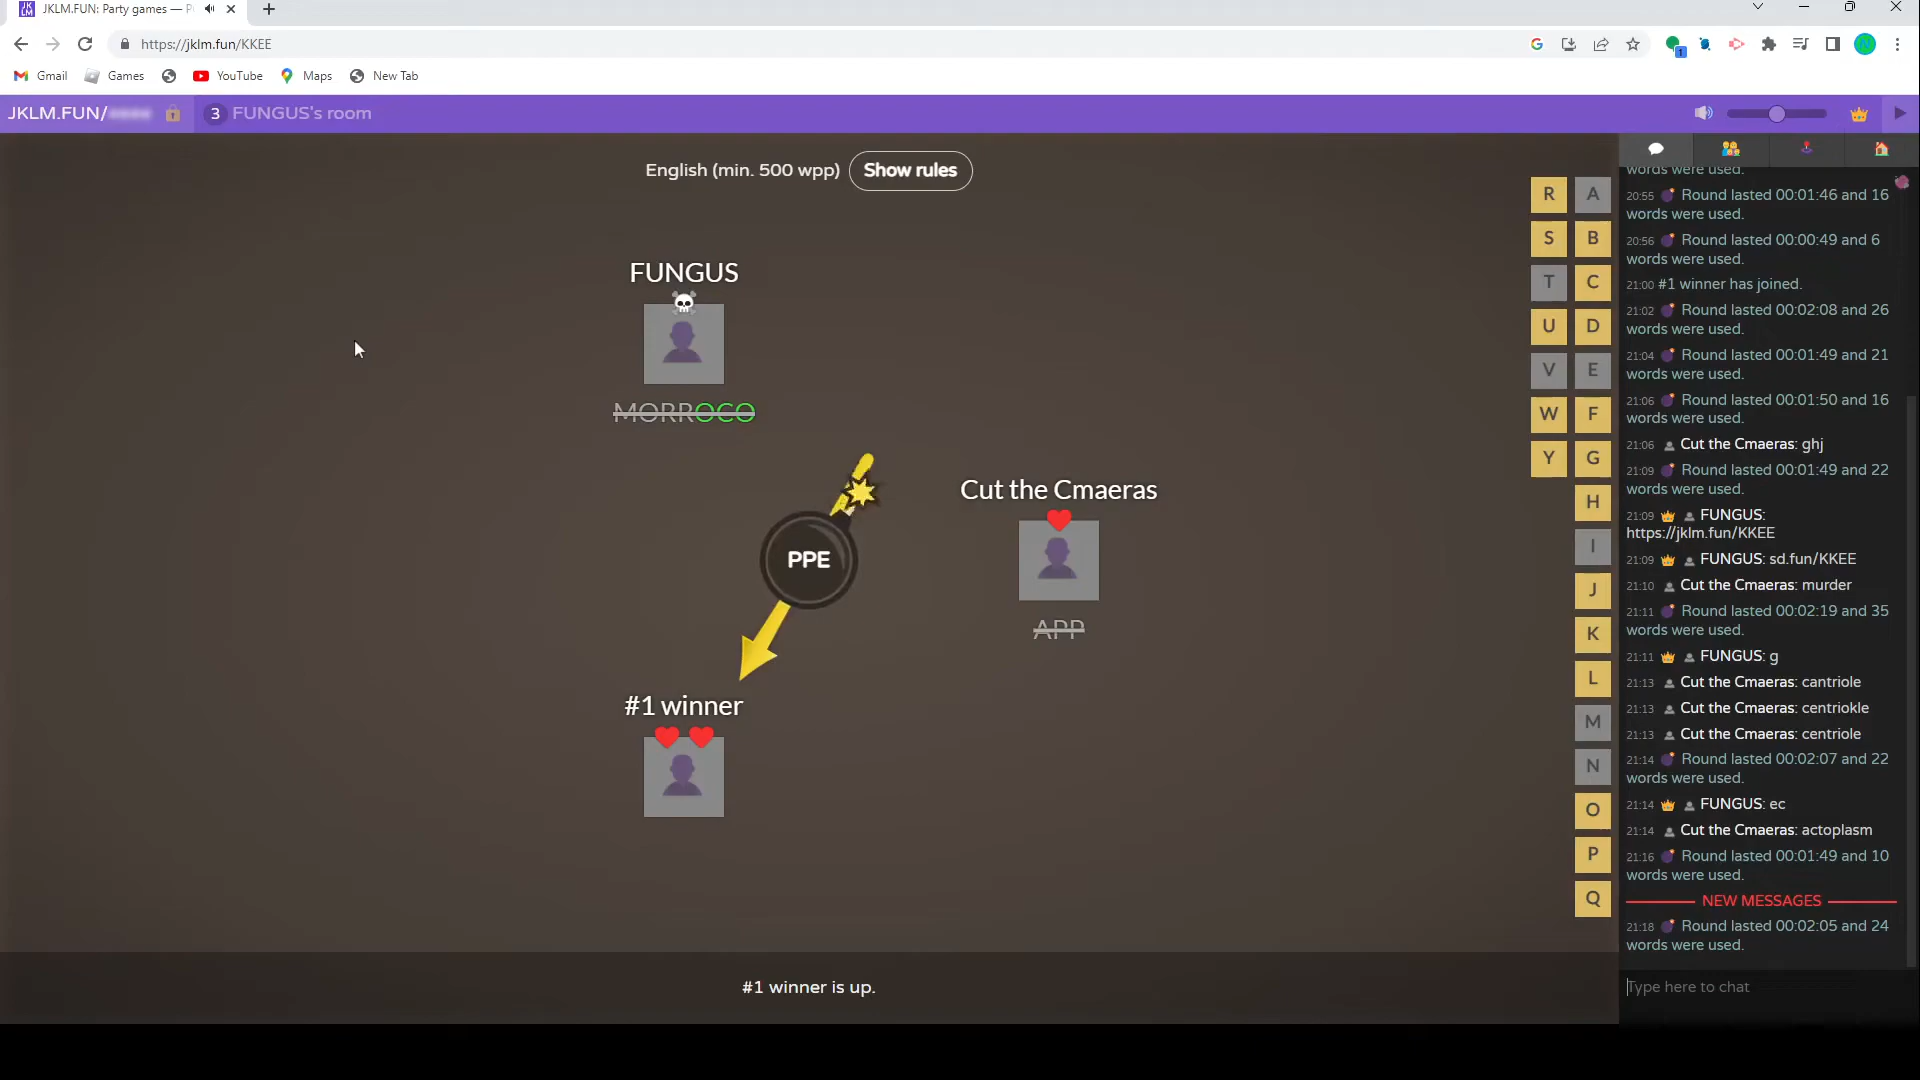 JKLM.FUN: Party games — P
https://jklm.fun/KKEE
1
Gmail
Games
YouTube
Maps
New Tab
JKLM.FUN/
3 FUNGUS's room
English (min. 500 wpp) Show rules
FUNGUS
MORROCO
PPE
Cut the Cmaeras
APP
#1 winner
#1 winner is up.
R A
S B
T C
U D
V E
W F
Y G
H
I
J
K
L
M
N
O
P
Q
words were used.
20:55 Round lasted 00:01:46 and 16
words were used.
20:56 Round lasted 00:00:49 and 6
words were used.
21:00 #1 winner has joined.
21:02 Round lasted 00:02:08 and 26
words were used.
21:04 Round lasted 00:01:49 and 21
words were used.
21:06 Round lasted 00:01:50 and 16
words were used.
21:06 Cut the Cmaeras: ghj
21:09 Round lasted 00:01:49 and 22
words were used.
21:09 FUNGUS:
https://jklm.fun/KKEE
21:09 FUNGUS: sd.fun/KKEE
21:10 Cut the Cmaeras: murder
21:11 Round lasted 00:02:19 and 35
words were used.
21:11 FUNGUS: g
21:13 Cut the Cmaeras: cantriole
21:13 Cut the Cmaeras: centriokle
21:13 Cut the Cmaeras: centriole
21:14 Round lasted 00:02:07 and 22
words were used.
21:14 FUNGUS: ec
21:14 Cut the Cmaeras: actoplasm
21:16 Round lasted 00:01:49 and 10
words were used.
NEW MESSAGES
21:18 Round lasted 00:02:05 and 24
words were used.
Type here to chat